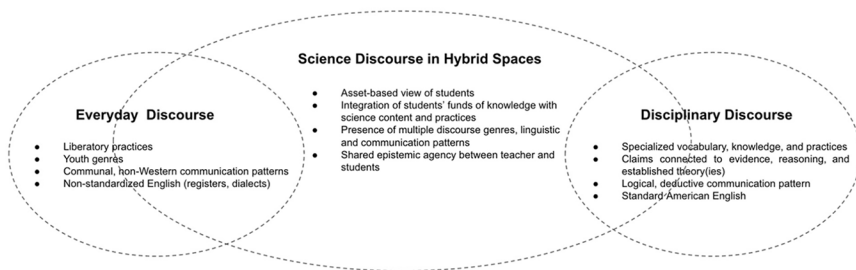 Science Discourse in Hybrid Spaces
● Asset-based view of students
● Integration of students' funds of knowledge with
science content and practices
● Presence of multiple discourse genres, linguistic
and communication patterns
● Shared epistemic agency between teacher and
students
Everyday Discourse
● Liberatory practices
● Youth genres
● Communal, non-Western communication patterns
● Non-standardized English (registers, dialects)
Disciplinary Discourse
● Specialized vocabulary, knowledge, and practices
● Claims connected to evidence, reasoning, and
established theory(ies)
● Logical, deductive communication pattern
● Standard American English